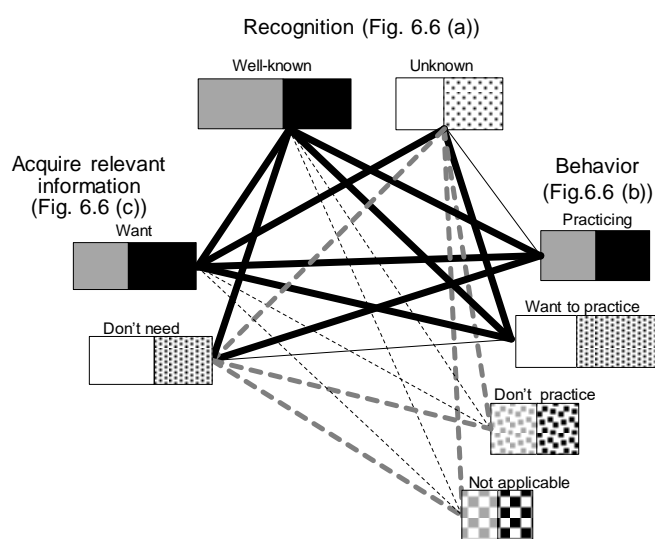 Recognition (Fig. 6.6 (a))
Well-known
Unknown
Acquire relevant
information
(Fig. 6.6 (c))
Want
Don't need
Behavior
(Fig.6.6 (b))
Practicing
Want to practice
Don't practice
Not applicable